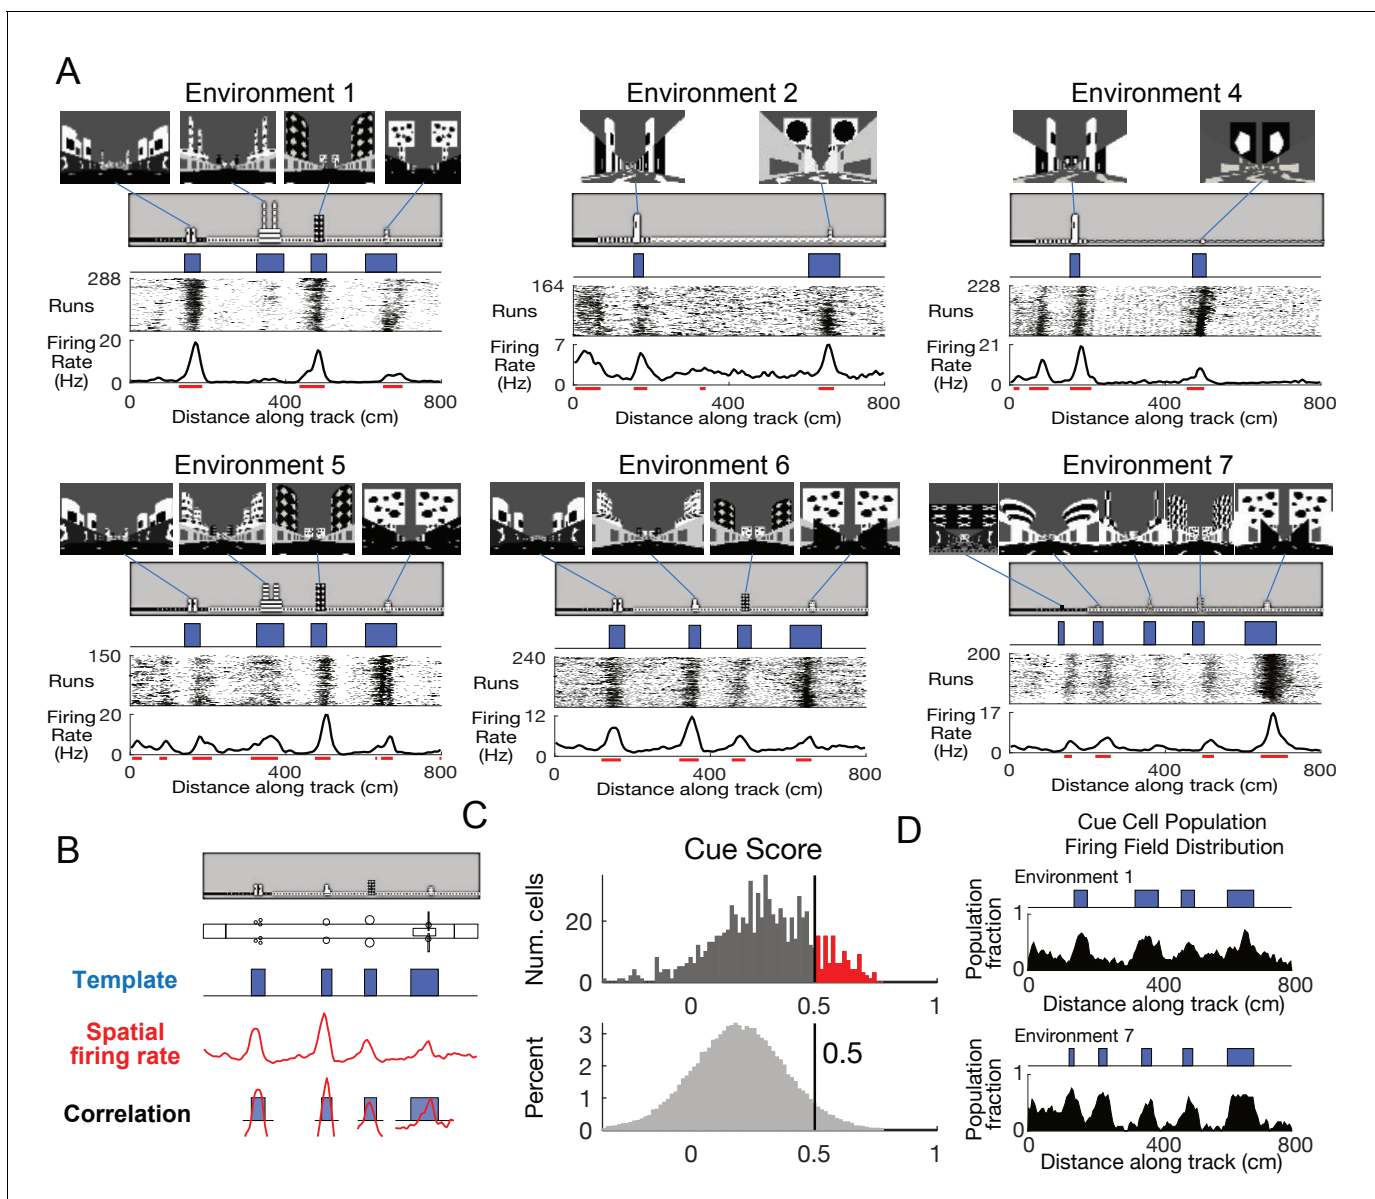 A
Environment 1
Environment 2
Environment 4
288
Runs
20
Firing
Rate
(Hz)
0
0
400
800
Distance along track (cm)
164
Runs
7
Firing
Rate
(Hz)
0
0
400
800
Distance along track (cm)
228
Runs
21
Firing
Rate
(Hz)
0
0
400
800
Distance along track (cm)
Environment 5
Environment 6
Environment 7
150
Runs
20
Firing
Rate
(Hz)
0
0
400
800
Distance along track (cm)
240
Runs
12
Firing
Rate
(Hz)
0
0
400
800
Distance along track (cm)
200
Runs
17
Firing
Rate
(Hz)
0
0
400
800
Distance along track (cm)
B
Template
Spatial
firing rate
Correlation
C
Cue Score
Num. cells
20
0
0
0.5
1
Percent
3
2
1
0
0.5
0
0.5
1
D
Cue Cell Population
Firing Field Distribution
Environment 1
Population
fraction
1
0
0
400
800
Distance along track (cm)
Environment 7
Population
fraction
1
0
0
400
800
Distance along track (cm)